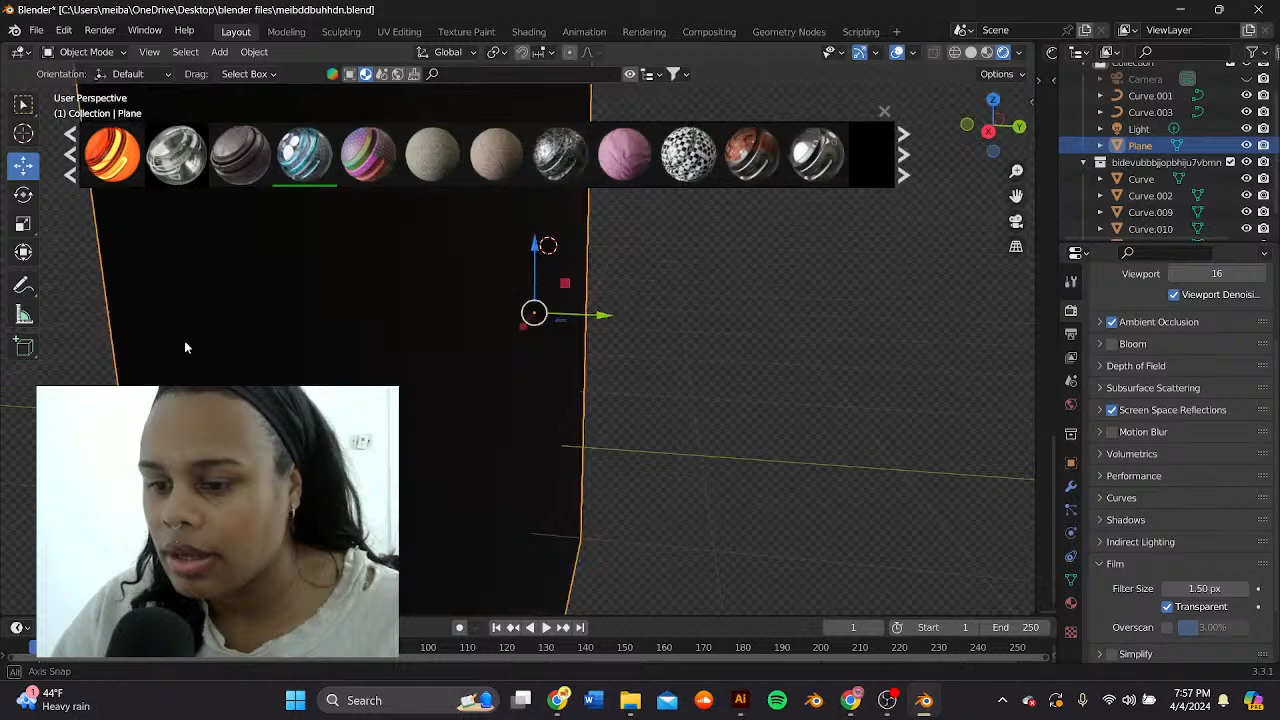 Blender* [C:\Users\meiba\OneDrive\Desktop\blender files\meibddbuhhdn.blend]
File Edit Render Window Help Layout Modeling Sculpting UV Editing Texture Paint Shading Animation Rendering Compositing Geometry Nodes Scripting + Scene ViewLayer
Object Mode View Select Add Object Global
Orientation: Default Drag: Select Box Options
User Perspective
(1) Collection | Plane
Z
Y
X
Collection
Camera
Curve.001
Curve.003
Light
Plane
bidevubbbjjopbhiju7vbmnn
Curve
Curve.002
Curve.009
Curve.010
Viewport 16
Viewport Denoisi...
Ambient Occlusion
Bloom
Depth of Field
Subsurface Scattering
Screen Space Reflections
Motion Blur
Volumetrics
Performance
Curves
Shadows
Indirect Lighting
Film
Filter Size 1.50 px
Transparent
Overscan 3.00%
Simplify
1 Start 1 End 250
100 110 120 130 140 150 160 170 180 190 200 210 220 230 240 250
Alt Axis Snap 3.3.1
1 44°F
Heavy rain
Search
7:57 PM
4/4/2024